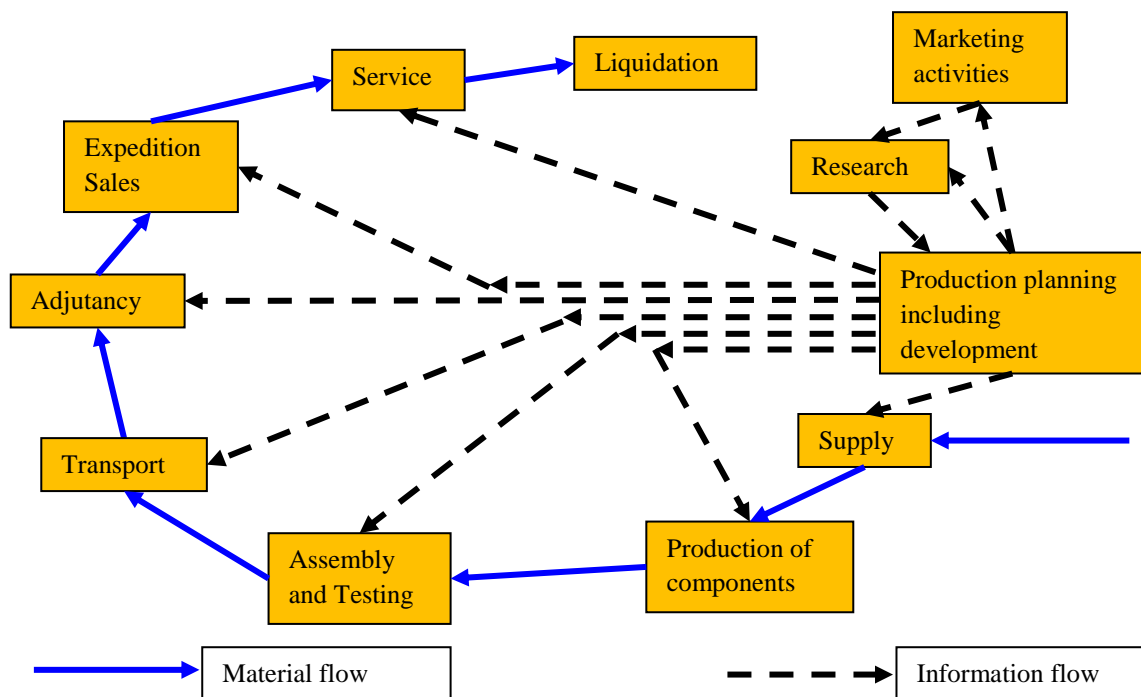 Marketing
activities
Service
Liquidation
Expedition
Sales
Research
Adjutancy
Production planning
including
development
Transport
Supply
Assembly
and Testing
Production of
components
Material flow
Information flow